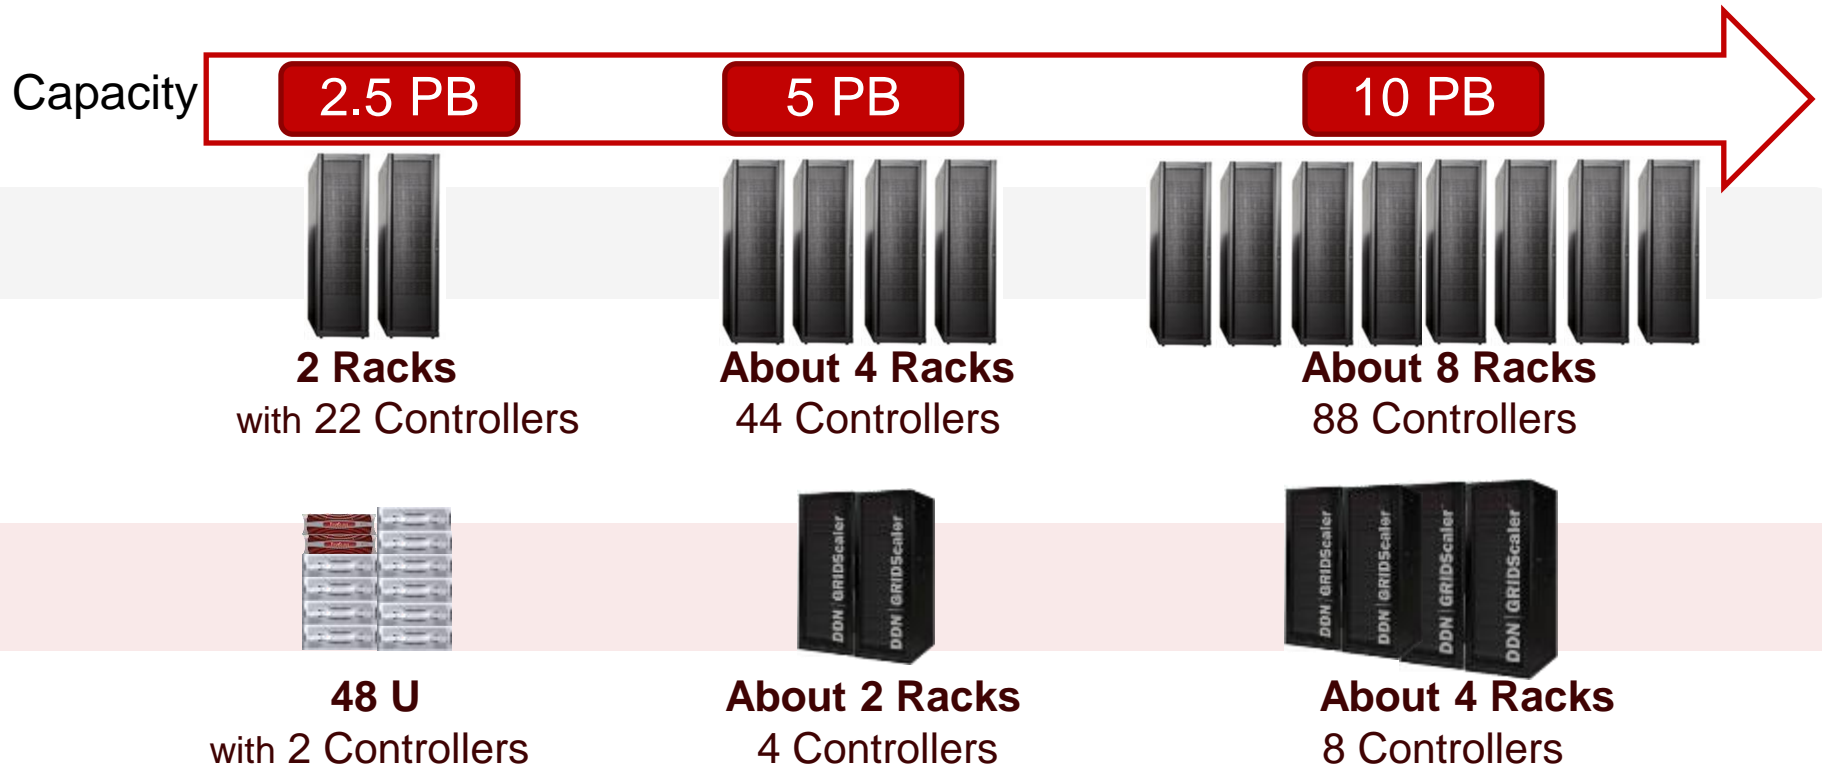 Capacity
2.5 PB
5 PB
10 PB
2 Racks
with 22 Controllers
About 4 Racks
44 Controllers
About 8 Racks
88 Controllers
DDN | GRIDScaler
DDN | GRIDScaler
DDN | GRIDScaler
DDN | GRIDScaler
DDN | GRIDScaler
DDN | GRIDScaler
48 U
with 2 Controllers
About 2 Racks
4 Controllers
About 4 Racks
8 Controllers